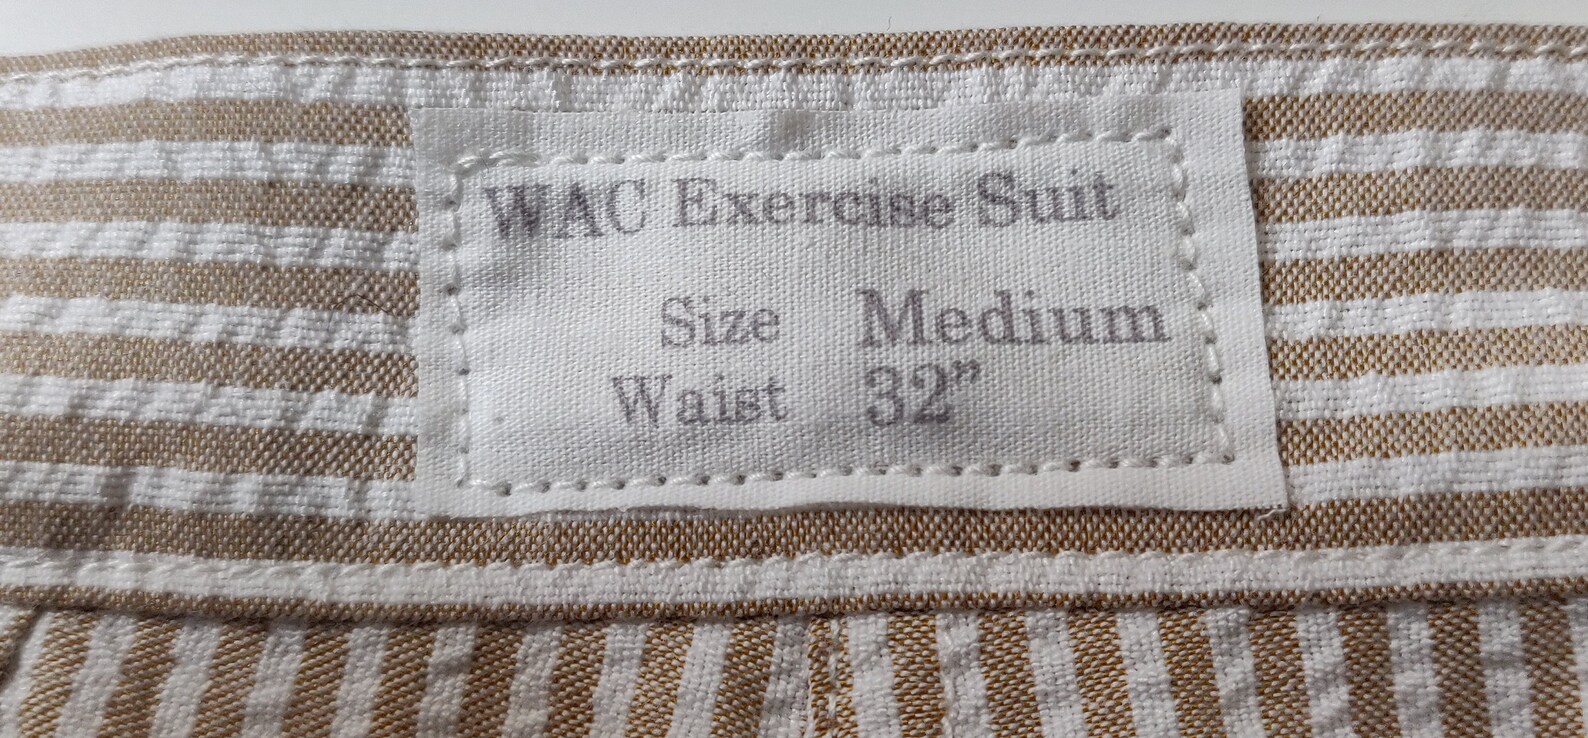 WAC Exercise Suit
Size Medium
Waist 32"